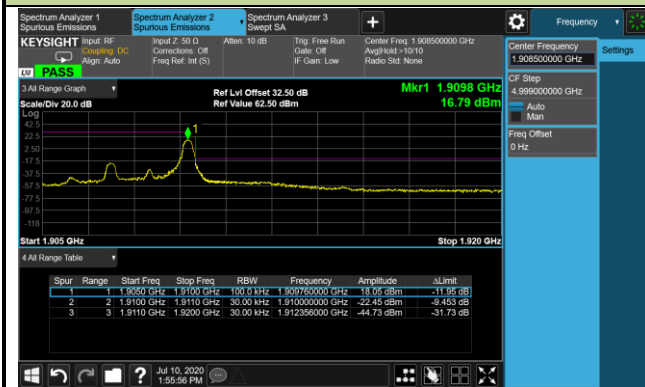 Spectrum Analyzer 1
Spurious Emissions
Spectrum Analyzer 2
Spurious Emissions
Spectrum Analyzer 3
Swept SA
+
Frequency
KEYSIGHT Input: RF
Coupling: DC
Align: Auto
Input Z: 50 Ω
Corrections: Off
Freq Ref: Int (S)
Atten: 10 dB
Trig: Free Run
Gate: Off
IF Gain: Low
Center Freq: 1.908500000 GHz
Avg|Hold:>10/10
Radio Std: None
LXI PASS
Center Frequency
1.908500000 GHz
Settings
CF Step
4.999000000 GHz
Auto
Man
Freq Offset
0 Hz
3 All Range Graph
Ref Lvl Offset 32.50 dB
Mkr1 1.9098 GHz
Scale/Div 20.0 dB
Ref Value 62.50 dBm
16.79 dBm
Log
42.5
22.5
2.50
-17.5
-37.5
-57.5
-77.5
-97.5
-118
1
Start 1.905 GHz
Stop 1.920 GHz
4 All Range Table
Spur Range Start Freq Stop Freq RBW Frequency Amplitude ΔLimit
1 1 1.9050 GHz 1.9100 GHz 100.0 kHz 1.909760000 GHz 18.05 dBm -11.95 dB
2 2 1.9100 GHz 1.9110 GHz 30.00 kHz 1.910000000 GHz -22.45 dBm -9.453 dB
3 3 1.9110 GHz 1.9200 GHz 30.00 kHz 1.912356000 GHz -44.73 dBm -31.73 dB
?
Jul 10, 2020
1:55:56 PM